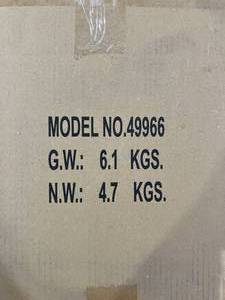 MODEL NO.49966
G.W.: 6.1 KGS.
N.W.: 4.7 KGS.